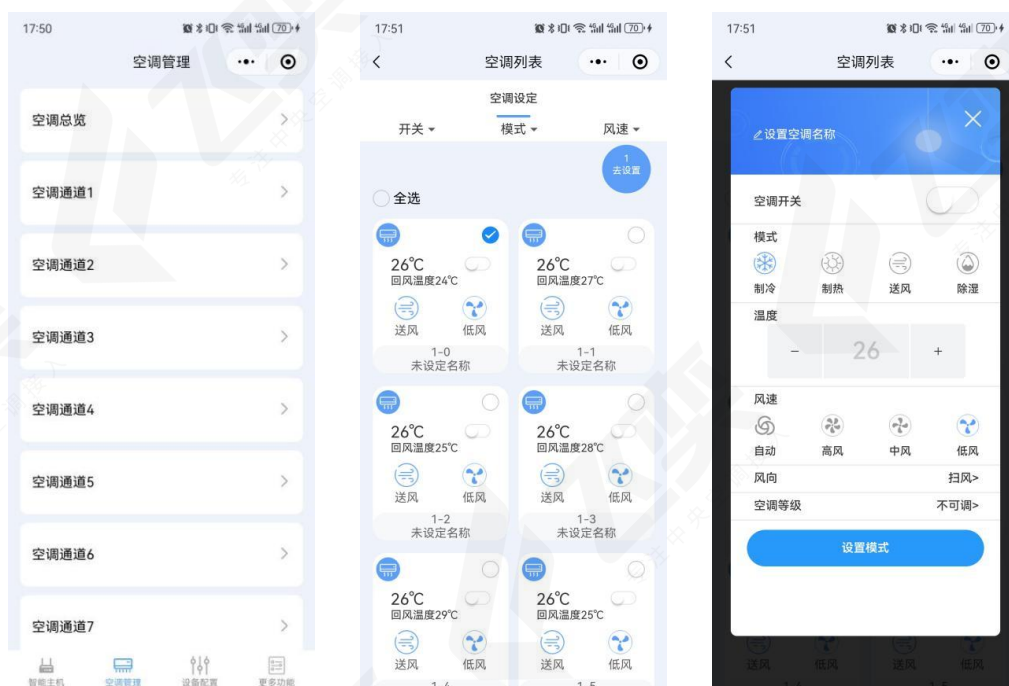 17:50
70
空调管理
空调总览
空调通道1
空调通道2
空调通道3
空调通道4
空调通道5
空调通道6
空调通道7
智能主机
空调管理
设备配置
更多功能
17:51
70
空调列表
空调设定
开关
模式
风速
1
去设置
全选
26℃
回风温度24℃
送风
低风
1-0
未设定名称
26℃
回风温度27℃
送风
低风
1-1
未设定名称
26℃
回风温度25℃
送风
低风
1-2
未设定名称
26℃
回风温度28℃
送风
低风
1-3
未设定名称
26℃
回风温度29℃
送风
低风
1-4
26℃
回风温度25℃
送风
低风
1-5
17:51
70
空调列表
设置空调名称
空调开关
模式
制冷
制热
送风
除湿
温度
- 26 +
风速
自动
高风
中风
低风
风向
扫风>
空调等级
不可调>
设置模式
送风
低风
送风
低风
1-4
1-5